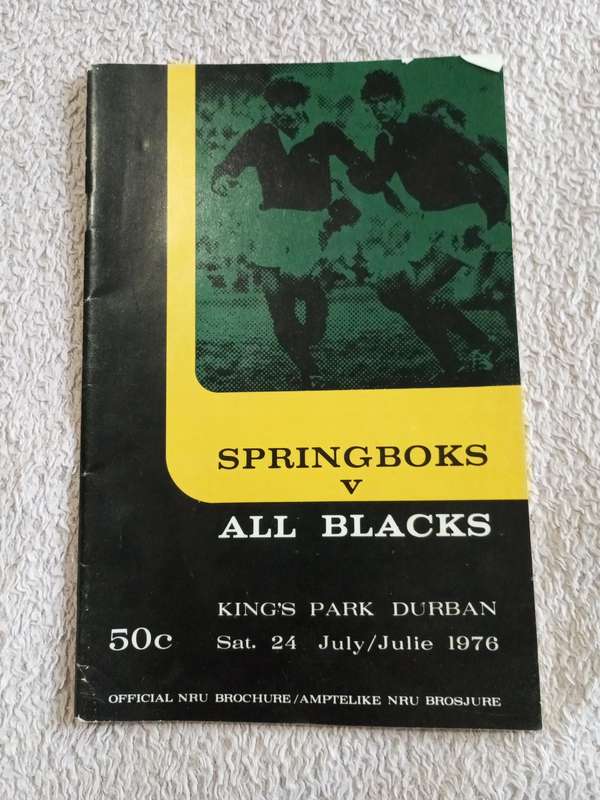 SPRINGBOKS
v
ALL BLACKS
KING'S PARK DURBAN
50c Sat. 24 July/Julie 1976
OFFICIAL NRU BROCHURE/AMPTELIKE NRU BROSJURE